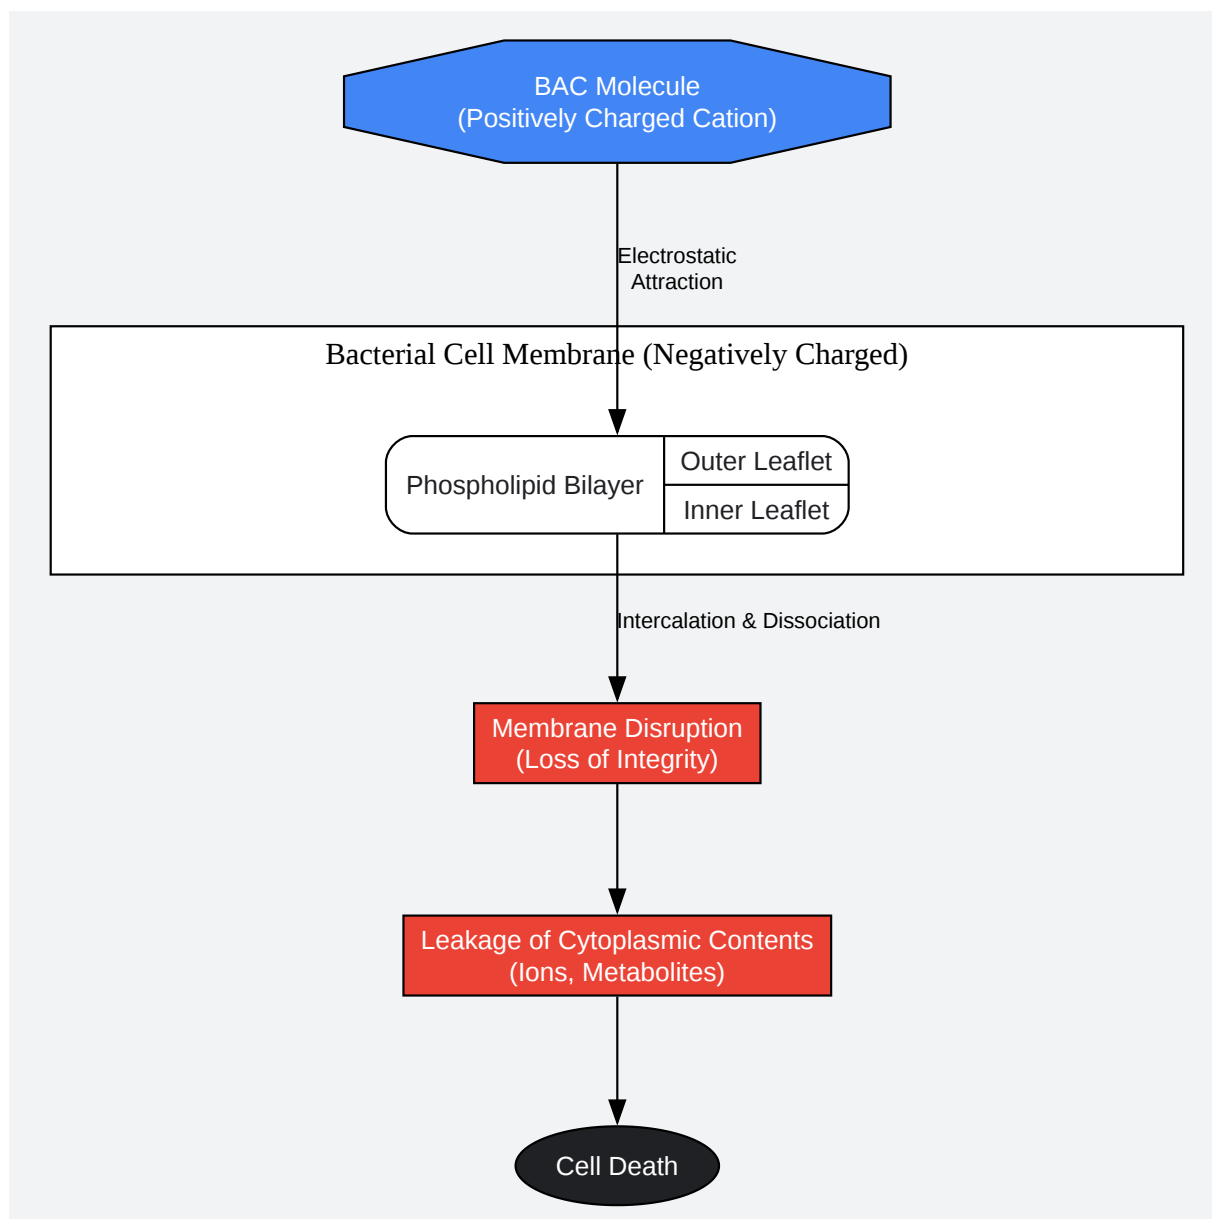 BAC Molecule
(Positively Charged Cation)
Electrostatic
Attraction
Bacterial Cell Membrane (Negatively Charged)
Phospholipid Bilayer
Outer Leaflet
Inner Leaflet
Intercalation & Dissociation
Membrane Disruption
(Loss of Integrity)
Leakage of Cytoplasmic Contents
(Ions, Metabolites)
Cell Death